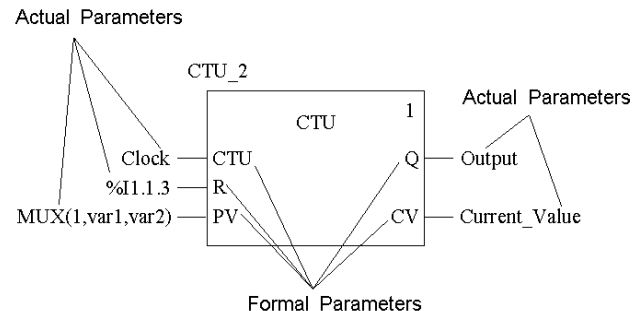 Actual Parameters
CTU_2
Actual Parameters
CTU
1
Clock
CTU
Q
Output
%I1.1.3
R
MUX(1,var1,var2)
PV
CV
Current_Value
Formal Parameters